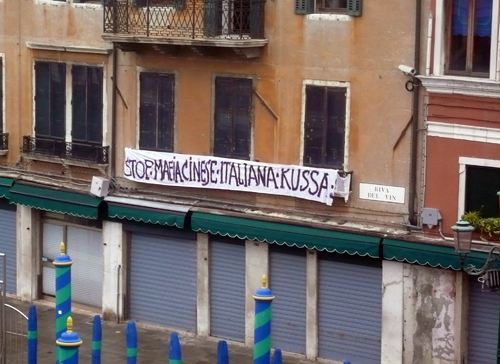 STOP·MAFIA CINESE·ITALIANA·RUSSA
RIVA
DEL VIN